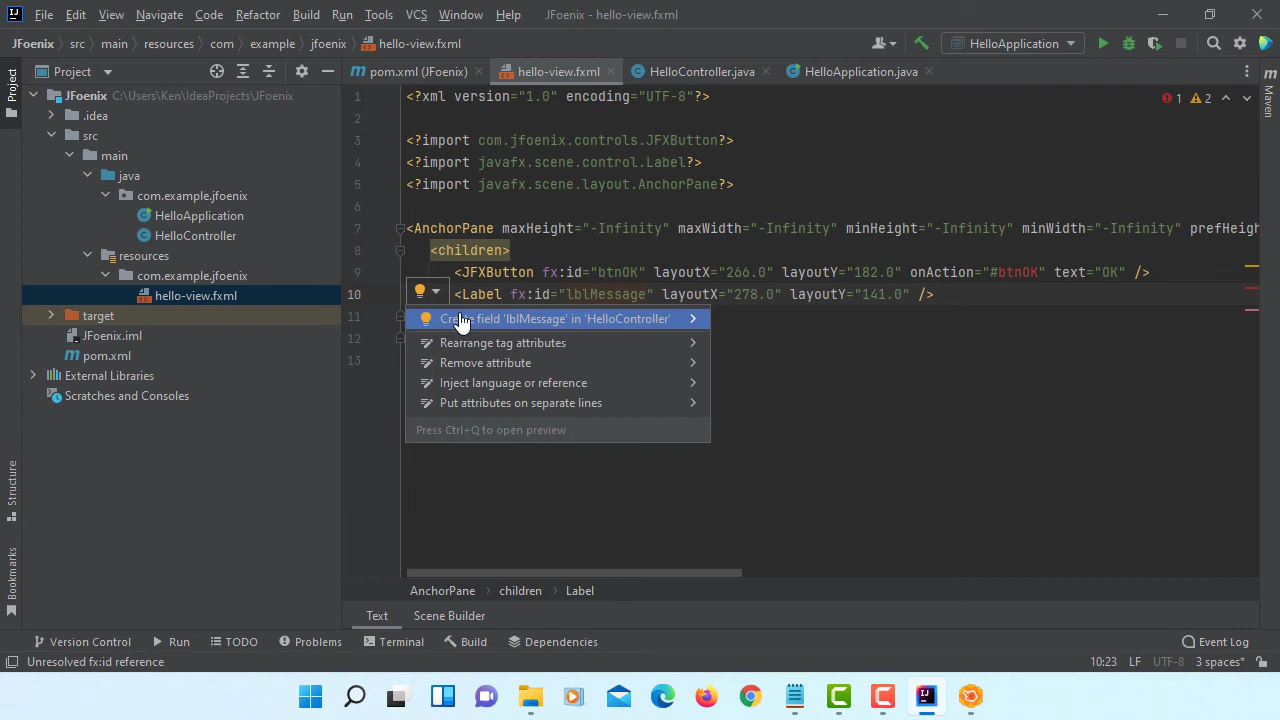 File Edit View Navigate Code Refactor Build Run Tools VCS Window Help JFoenix - hello-view.fxml
JFoenix src main resources com example jfoenix hello-view.fxml HelloApplication
Project pom.xml (JFoenix) hello-view.fxml HelloController.java HelloApplication.java
Project
Maven
JFoenix C:\Users\Ken\IdeaProjects\JFoenix
.idea
src
main
java
com.example.jfoenix
HelloApplication
HelloController
resources
com.example.jfoenix
hello-view.fxml
target
JFoenix.iml
pom.xml
External Libraries
Scratches and Consoles
1 <?xml version="1.0" encoding="UTF-8"?> 1 2
2
3 <?import com.jfoenix.controls.JFXButton?>
4 <?import javafx.scene.control.Label?>
5 <?import javafx.scene.layout.AnchorPane?>
6
7 <AnchorPane maxHeight="-Infinity" maxWidth="-Infinity" minHeight="-Infinity" minWidth="-Infinity" prefHeig
8 <children>
9 <JFXButton fx:id="btnOK" layoutX="266.0" layoutY="182.0" onAction="#btnOK" text="OK" />
10 <Label fx:id="lblMessage" layoutX="278.0" layoutY="141.0" />
11
12
13
Create field 'lblMessage' in 'HelloController'
Rearrange tag attributes
Remove attribute
Inject language or reference
Put attributes on separate lines
Press Ctrl+Q to open preview
Structure
Bookmarks
AnchorPane children Label
Text Scene Builder
Version Control Run TODO Problems Terminal Build Dependencies Event Log
Unresolved fx:id reference 10:23 LF UTF-8 3 spaces*